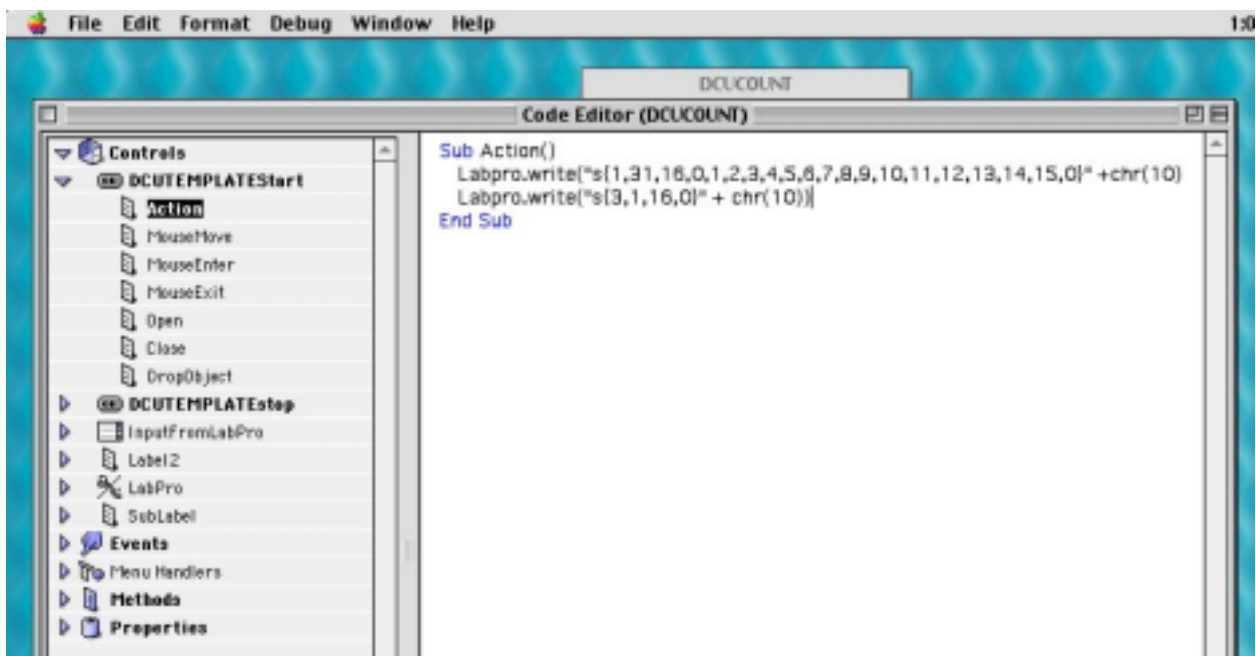 File Edit Format Debug Window Help 1:0
DCUCOUNT
Code Editor (DCUCOUNT)
Controls
DCUTEMPLATEStart
Action
MouseMove
MouseEnter
MouseExit
Open
Close
DropObject
DCUTEMPLATEstop
InputFromLabPro
Label2
LabPro
SubLabel
Events
Menu Handlers
Methods
Properties
Sub Action()
Labpro.write("s{1,31,16,0,1,2,3,4,5,6,7,8,9,10,11,12,13,14,15,0}" +chr(10)
Labpro.write("s{3,1,16,0}" + chr(10))
End Sub